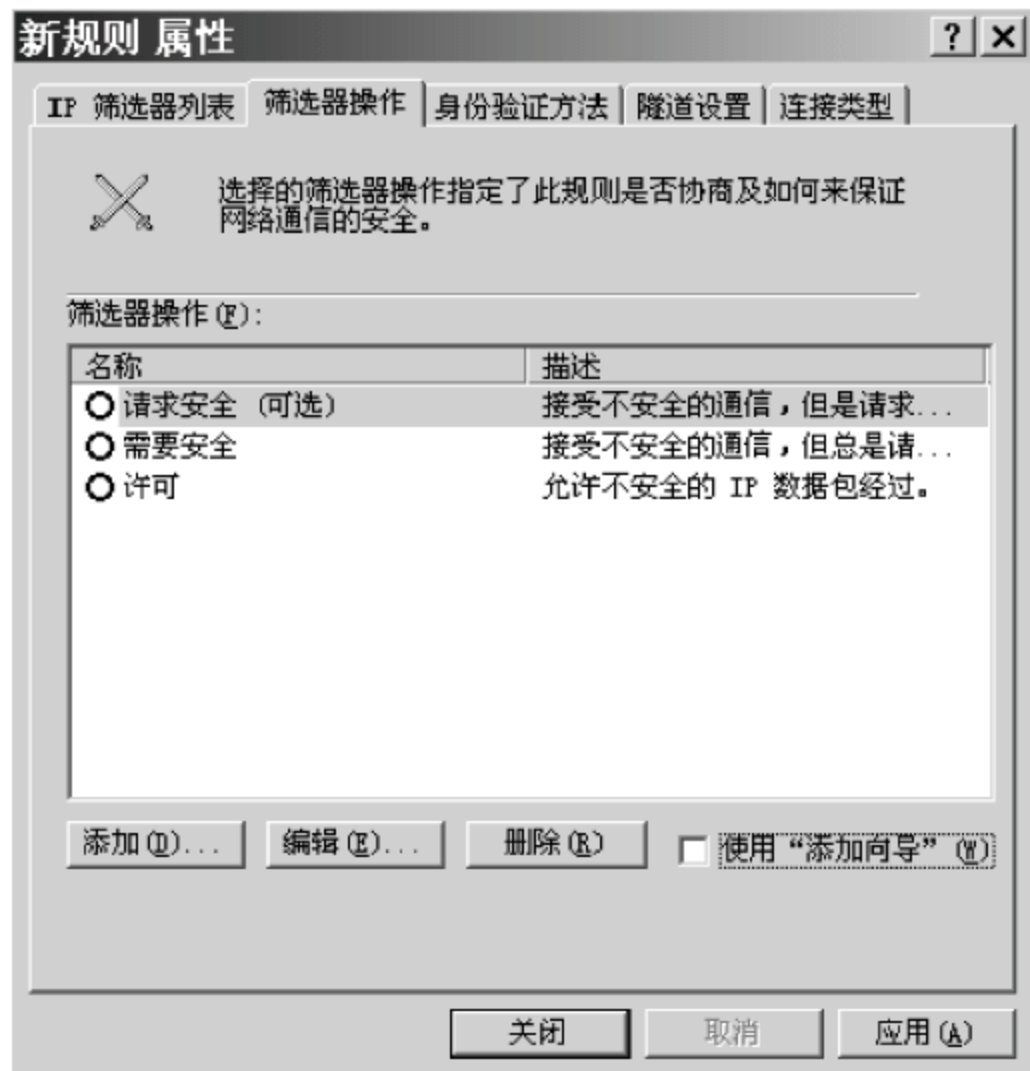 新规则 属性
? ×
IP 筛选器列表 筛选器操作 身份验证方法 隧道设置 连接类型
选择的筛选器操作指定了此规则是否协商及如何来保证
网络通信的安全。
筛选器操作(F):
名称 描述
请求安全 (可选) 接受不安全的通信，但是请求...
需要安全 接受不安全的通信，但总是请...
许可 允许不安全的 IP 数据包经过。
添加(D)... 编辑(E)... 删除(R) 使用“添加向导”(W)
关闭 取消 应用(A)